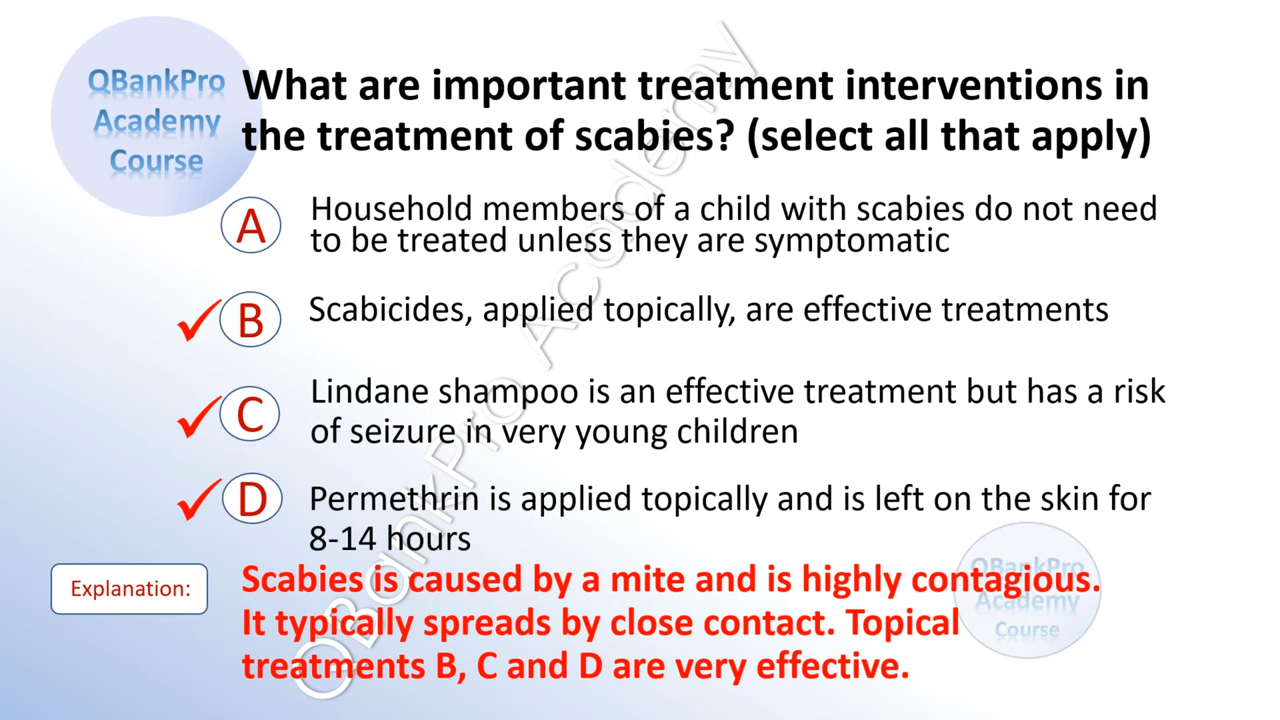 QBankPro
Academy
Course
What are important treatment interventions in
the treatment of scabies? (select all that apply)
A
Household members of a child with scabies do not need
to be treated unless they are symptomatic
B
Scabicides, applied topically, are effective treatments
C
Lindane shampoo is an effective treatment but has a risk
of seizure in very young children
D
Permethrin is applied topically and is left on the skin for
8-14 hours
Explanation:
Scabies is caused by a mite and is highly contagious.
It typically spreads by close contact. Topical
treatments B, C and D are very effective.
QBankPro
Academy
Course
QBankPro Academy